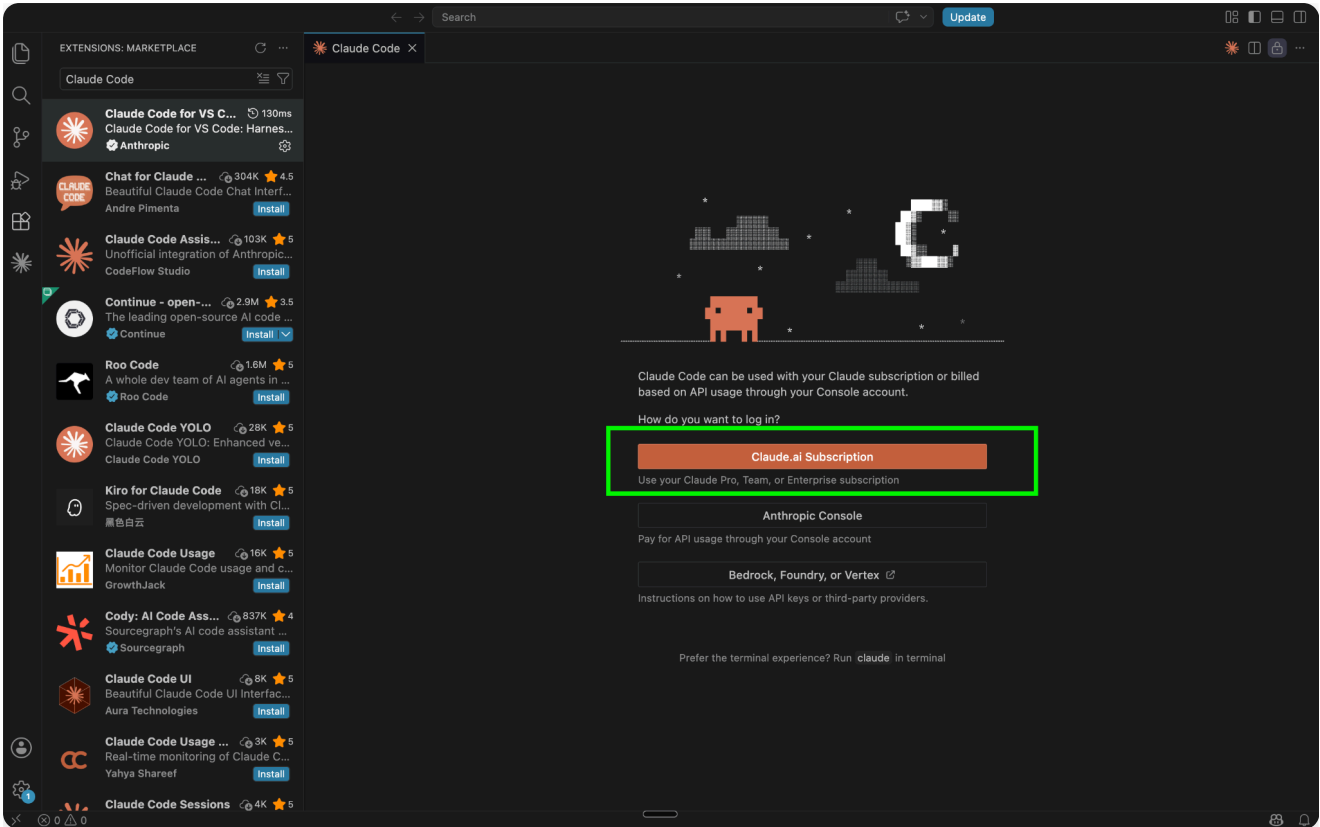 Search
Update
EXTENSIONS: MARKETPLACE
Claude Code
Claude Code for VS C... 130ms
Claude Code for VS Code: Harnes...
Anthropic
Chat for Claude ... 304K 4.5
Beautiful Claude Code Chat Interf...
Andre Pimenta Install
CLAUDE
CODE
Claude Code Assis... 103K 5
Unofficial integration of Anthropic...
CodeFlow Studio Install
Continue - open-... 2.9M 3.5
The leading open-source AI code ...
Continue Install
Roo Code 1.6M 5
A whole dev team of AI agents in ...
Roo Code Install
Claude Code YOLO 28K 5
Claude Code YOLO: Enhanced ve...
Claude Code YOLO Install
Kiro for Claude Code 18K 5
Spec-driven development with Cl...
黑色白云 Install
Claude Code Usage 16K 5
Monitor Claude Code usage and c...
GrowthJack Install
Cody: AI Code Ass... 837K 4
Sourcegraph's AI code assistant ...
Sourcegraph Install
Claude Code UI 8K 5
Beautiful Claude Code UI Interfac...
Aura Technologies Install
Claude Code Usage ... 3K 5
Real-time monitoring of Claude C...
Yahya Shareef Install
Claude Code Sessions 4K 5
1
0 0
Claude Code
Claude Code can be used with your Claude subscription or billed
based on API usage through your Console account.
How do you want to log in?
Claude.ai Subscription
Use your Claude Pro, Team, or Enterprise subscription
Anthropic Console
Pay for API usage through your Console account
Bedrock, Foundry, or Vertex
Instructions on how to use API keys or third-party providers.
Prefer the terminal experience? Run claude in terminal